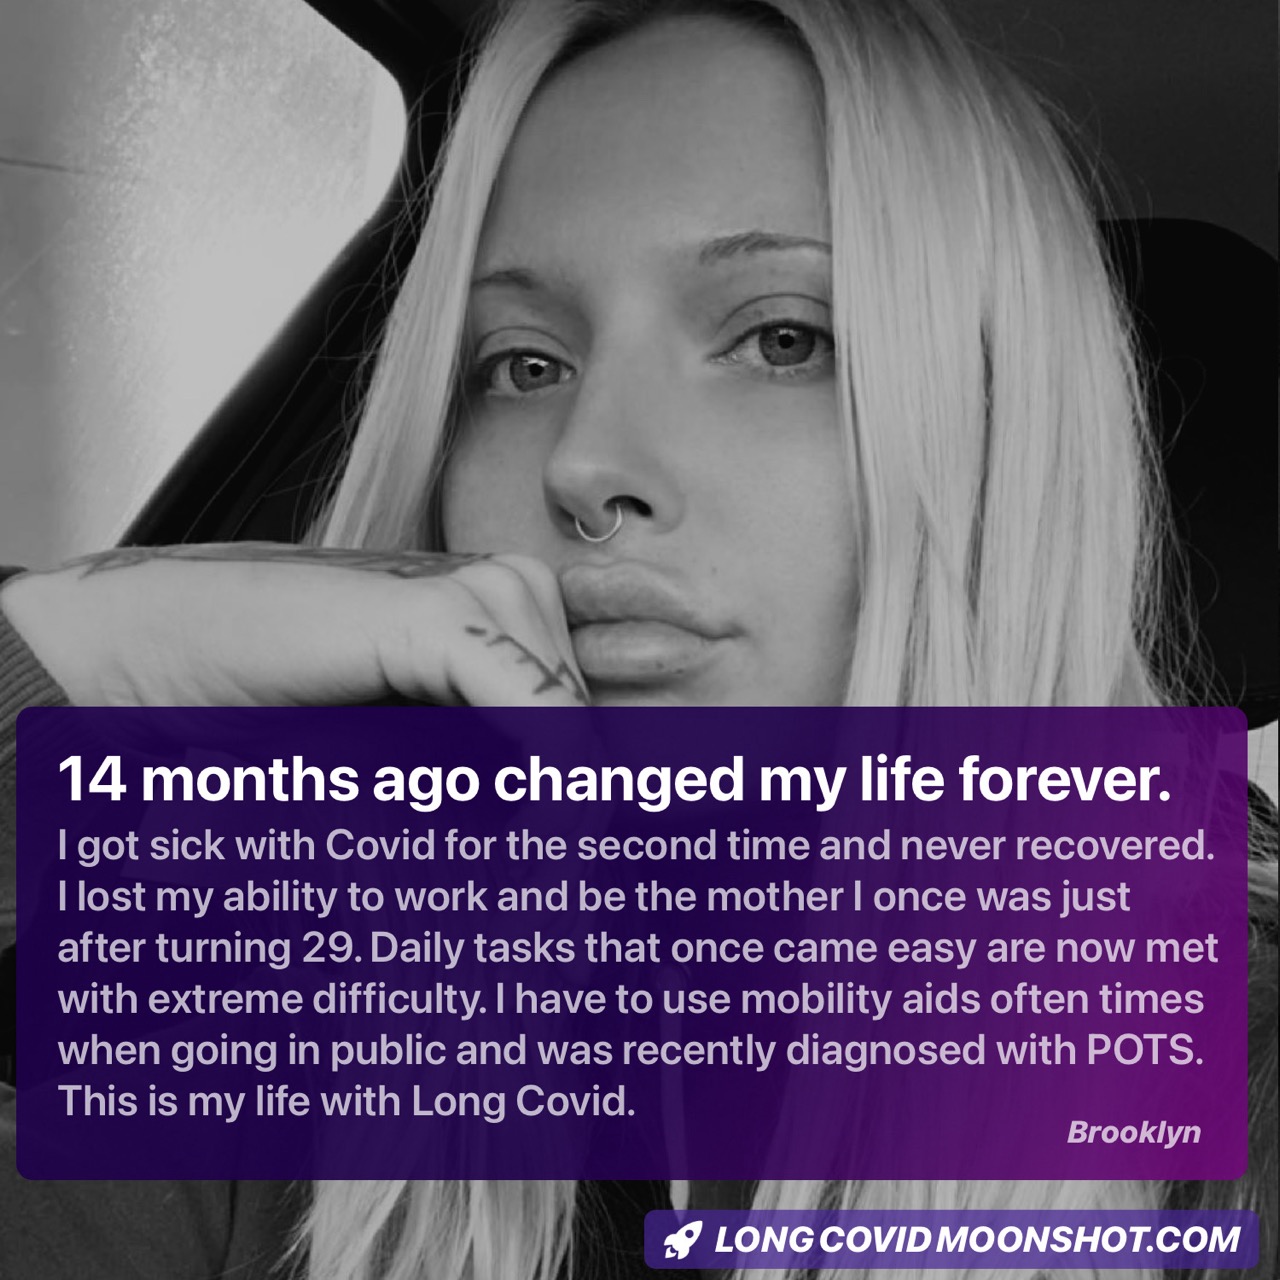 14 months ago changed my life forever.
I got sick with Covid for the second time and never recovered.
I lost my ability to work and be the mother I once was just
after turning 29. Daily tasks that once came easy are now met
with extreme difficulty. I have to use mobility aids often times
when going in public and was recently diagnosed with POTS.
This is my life with Long Covid.
Brooklyn
LONG COVID MOONSHOT.COM